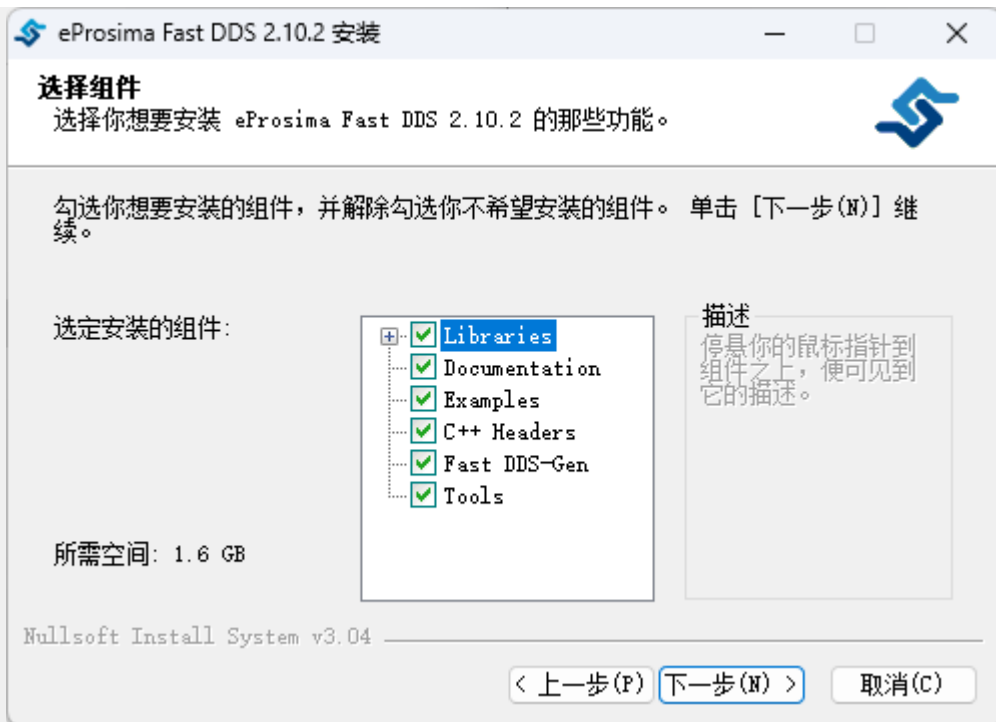 eProsima Fast DDS 2.10.2 安装
选择组件
选择你想要安装 eProsima Fast DDS 2.10.2 的那些功能。
勾选你想要安装的组件，并解除勾选你不希望安装的组件。 单击 [下一步(N)] 继
续。
选定安装的组件:
Libraries
Documentation
Examples
C++ Headers
Fast DDS-Gen
Tools
描述
停悬你的鼠标指针到
组件之上，便可见到
它的描述。
所需空间: 1.6 GB
Nullsoft Install System v3.04
< 上一步(P) 下一步(N) > 取消(C)